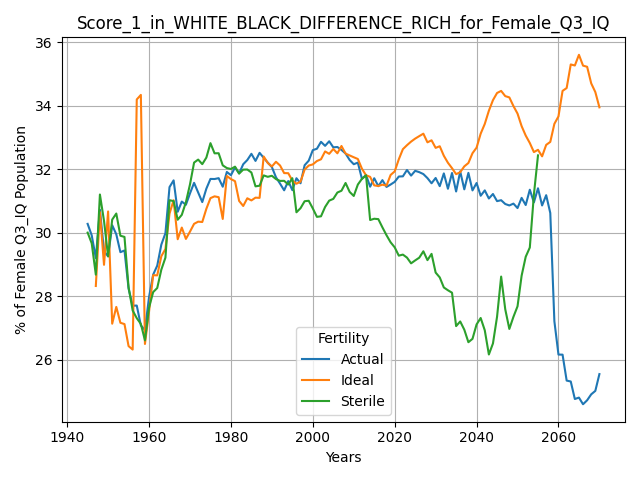 Score_1_in_WHITE_BLACK_DIFFERENCE_RICH_for_Female_Q3_IQ
% of Female Q3_IQ Population
36
34
32
30
28
26
Fertility
Actual
Ideal
Sterile
1940 1960 1980 2000 2020 2040 2060
Years